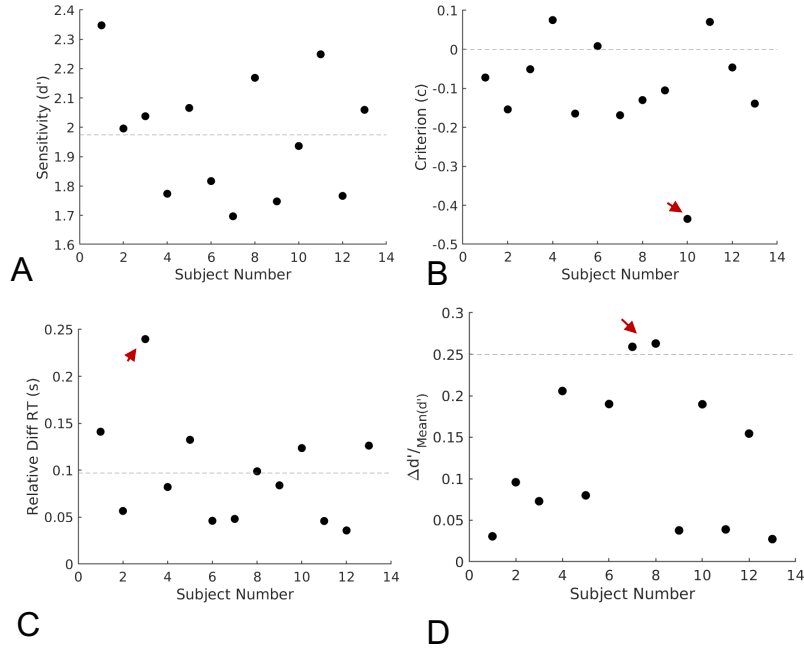 2.4
2.3
2.2
2.1
2
1.9
1.8
1.7
1.6
Sensitivity (d')
2 4 6 8 10 12 14
Subject Number
A
0.1
0
-0.1
-0.2
-0.3
-0.4
-0.5
Criterion (c)
0 2 4 6 8 10 12 14
Subject Number
B
0.25
0.2
0.15
0.1
0.05
0
Relative Diff RT (s)
0 2 4 6 8 10 12 14
Subject Number
C
0.3
0.25
0.2
0.15
0.1
0.05
0
Δd'/Mean(d')
0 2 4 6 8 10 12 14
Subject Number
D